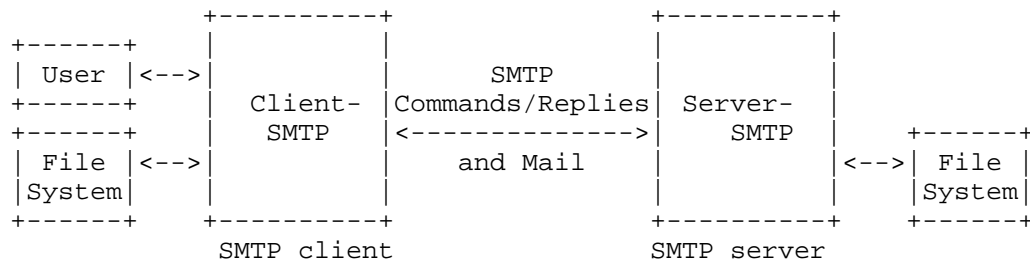 +----------+                +----------+
+------+        |          |                |          |
| User |<-->|          |      SMTP      |          |
+------+        |  Client- |Commands/Replies| Server-  |
+------+        |   SMTP   |<-------------->|    SMTP  |    +------+
| File |<-->|          |    and Mail    |          |<-->| File |
|System|        |          |                |          |    |System|
+------+        +----------+                +----------+    +------+
                 SMTP client                SMTP server